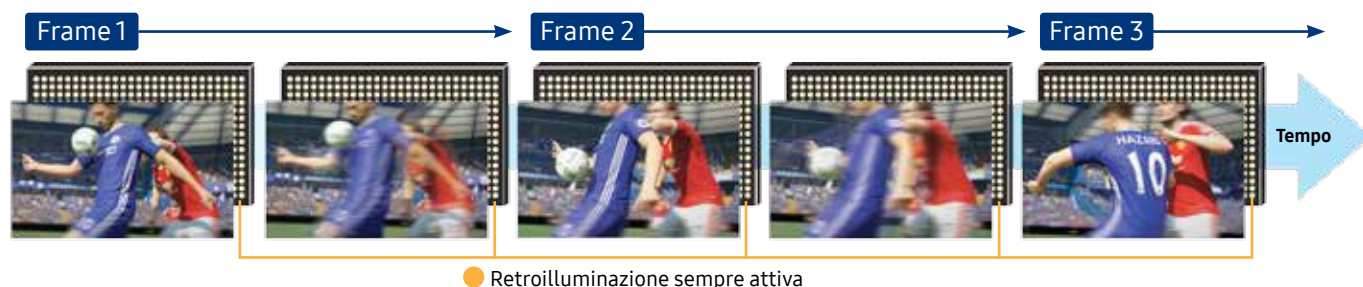 Frame 1
Frame 2
Frame 3
HAZARD
10
Tempo
Retroilluminazione sempre attiva